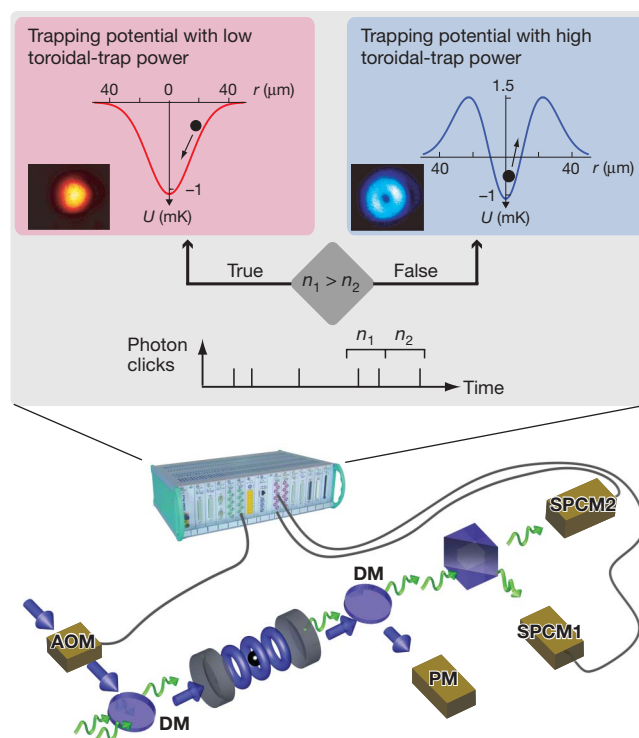 Trapping potential with low
toroidal-trap power
40 0 40 r (μm)
–1
U (mK)
Trapping potential with high
toroidal-trap power
1.5
40 40 r (μm)
–1
U (mK)
True n1 > n2 False
n1 n2
Photon
clicks
Time
SPCM2
DM
AOM
SPCM1
PM
DM